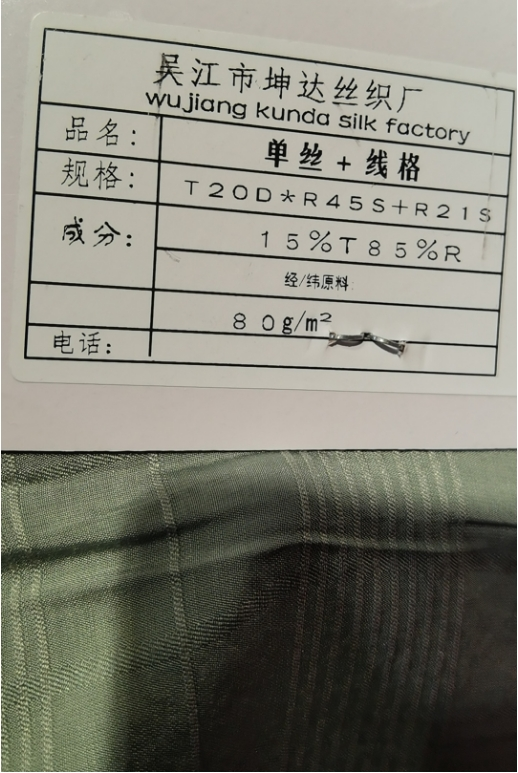 吴江市坤达丝织厂
wujiang kunda silk factory
品名: 单丝+线格
规格: T20D*R45S+R21S
成分: 15%T85%R
经/纬原料:
80g/m²
电话: